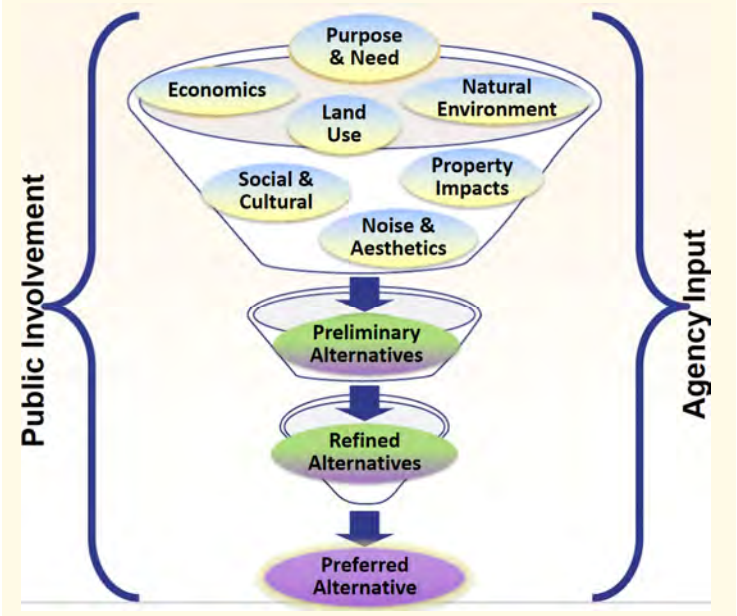 Purpose
& Need
Economics
Natural
Environment
Land
Use
Social &
Cultural
Property
Impacts
Noise &
Aesthetics
Preliminary
Alternatives
Refined
Alternatives
Preferred
Alternative
Public Involvement
Agency Input